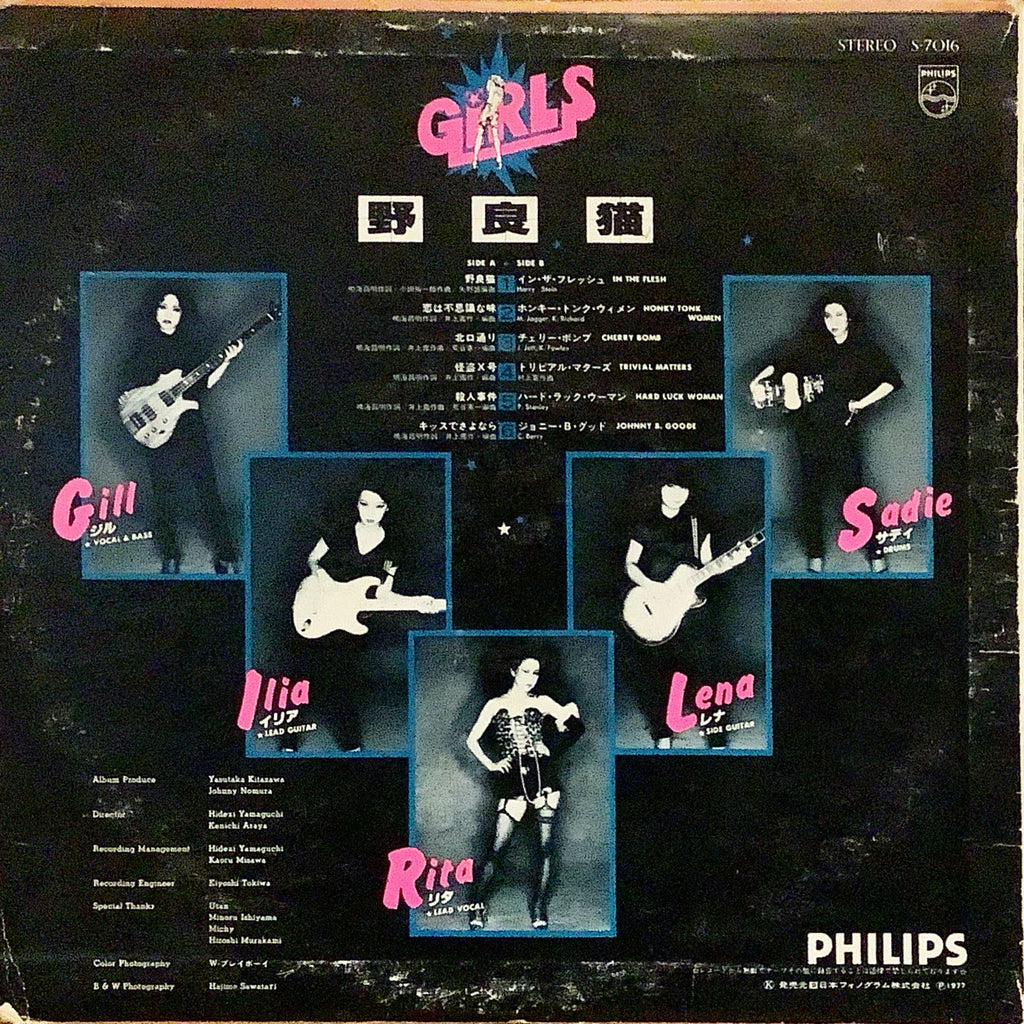 STEREO S-7016
PHILIPS
GIRLS
野良猫
SIDE A SIDE B
野良猫 1 イン・ザ・フレッシュ IN THE FLESH
Harry Stein
恋は不思議な味 2 ホンキー・トンク・ウィメン HONKY TONK WOMEN
M. Jagger, K. Richard
北口通り 3 チェリー・ボンブ CHERRY BOMB
J. Jett, K. Fowley
怪盗X号 4 トリビアル・マターズ TRIVIAL MATTERS
殺人事件 5 ハード・ラック・ウーマン HARD LUCK WOMAN
P. Stanley
キッスでさよなら 6 ジョニー・B・グッド JOHNNY B. GOODE
C. Berry
Gill
ジル
★ VOCAL & BASS
Sadie
サディ
★ DRUMS
Ilia
イリア
★ LEAD GUITAR
Lena
レナ
★ SIDE GUITAR
Rita
リタ
★ LEAD VOCAL
Album Produce Yasutaka Kitazawa
Johnny Nomura
Director Hidexi Yamaguchi
Kenichi Ataya
Recording Management Hidexi Yamaguchi
Kaoru Misawa
Recording Engineer Kiyoshi Tokiwa
Special Thanks Utan
Minoru Ishiyama
Michy
Hizoshi Murakami
Color Photography W・プレイボーイ
B & W Photography Hajime Sawatari
PHILIPS
発売元 日本フォノグラム株式会社 Ⓟ1977